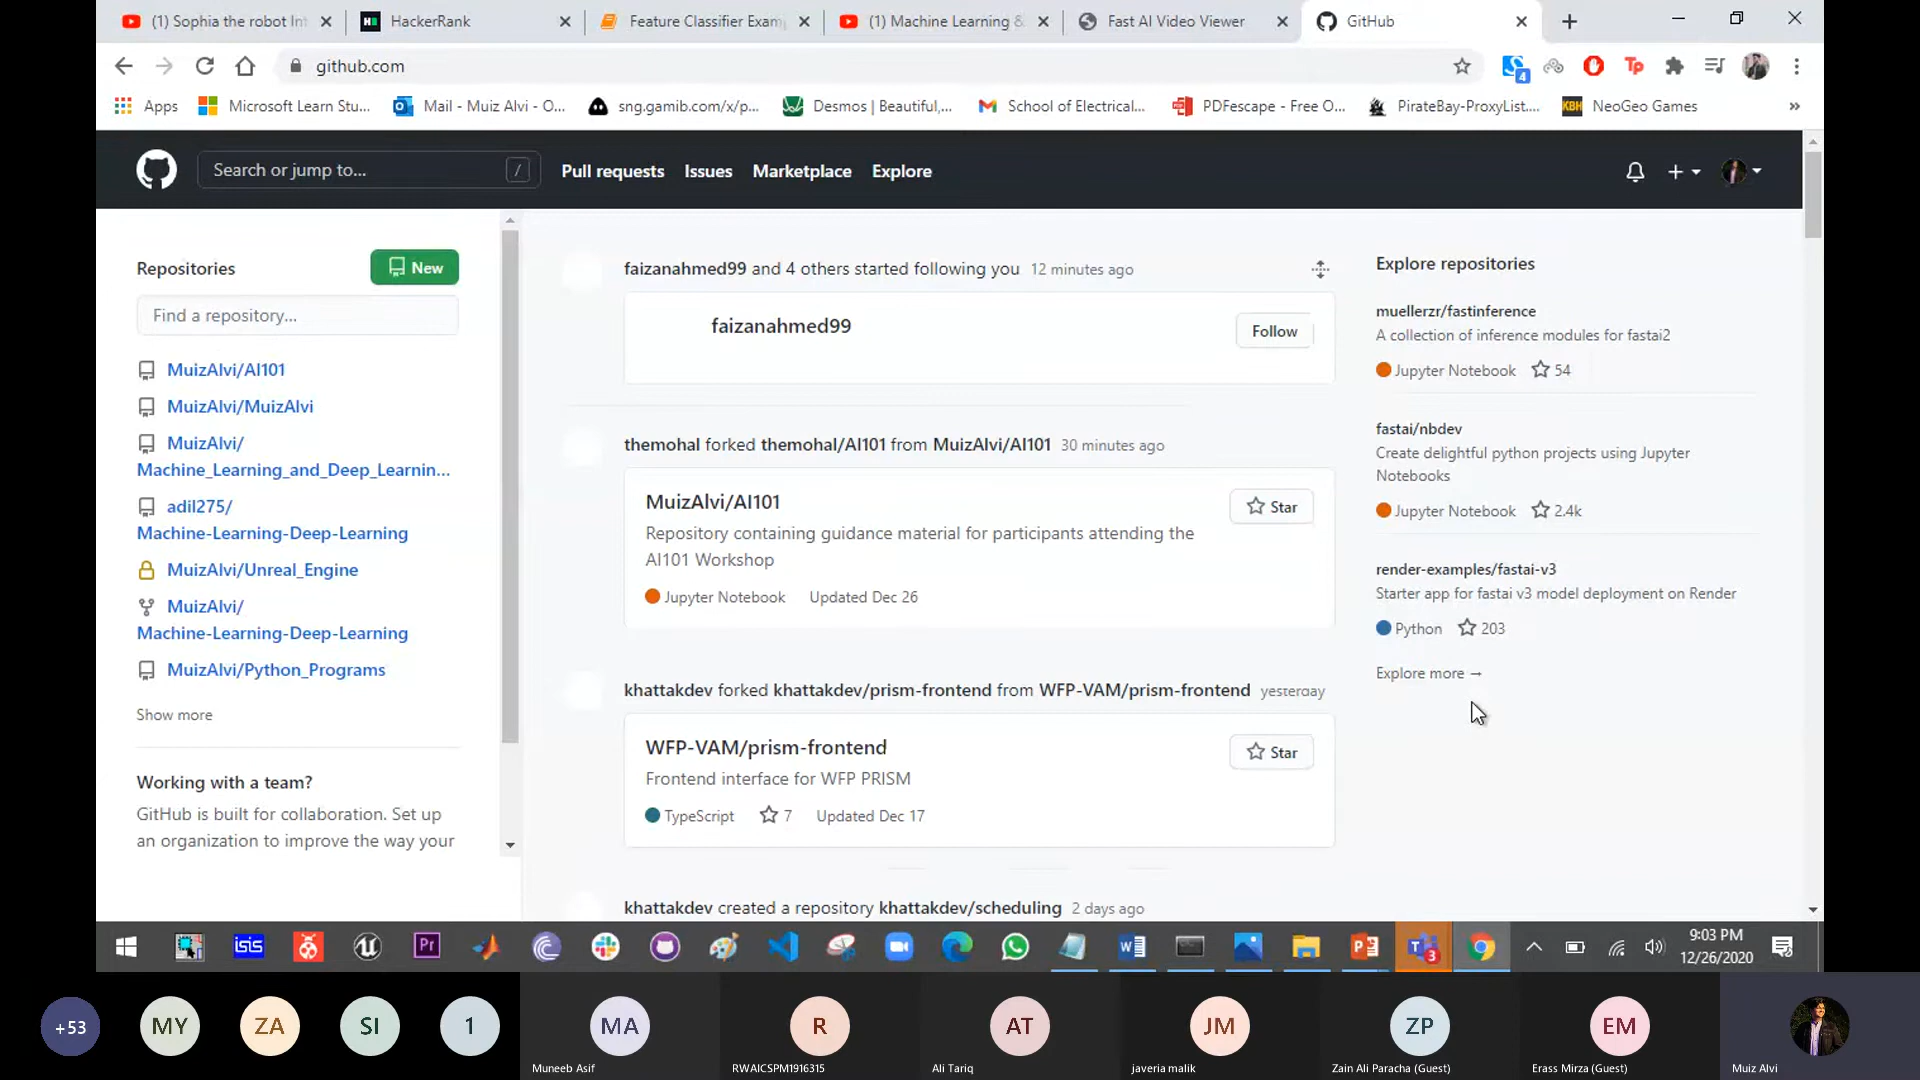 (1) Sophia the robot Int
HackerRank
Feature Classifier Examp
(1) Machine Learning &
Fast AI Video Viewer
GitHub
github.com
4
Tp
Apps
Microsoft Learn Stu...
Mail - Muiz Alvi - O...
sng.gamib.com/x/p...
Desmos | Beautiful,...
School of Electrical...
PDFescape - Free O...
PirateBay-ProxyList....
KBH
NeoGeo Games
»
Search or jump to...
/
Pull requests
Issues
Marketplace
Explore
Repositories
New
Find a repository...
MuizAlvi/AI101
MuizAlvi/MuizAlvi
MuizAlvi/
Machine_Learning_and_Deep_Learnin...
adil275/
Machine-Learning-Deep-Learning
MuizAlvi/Unreal_Engine
MuizAlvi/
Machine-Learning-Deep-Learning
MuizAlvi/Python_Programs
Show more
Working with a team?
GitHub is built for collaboration. Set up
an organization to improve the way your
faizanahmed99 and 4 others started following you 12 minutes ago
faizanahmed99
Follow
themohal forked themohal/AI101 from MuizAlvi/AI101 30 minutes ago
MuizAlvi/AI101
Star
Repository containing guidance material for participants attending the
AI101 Workshop
Jupyter Notebook Updated Dec 26
khattakdev forked khattakdev/prism-frontend from WFP-VAM/prism-frontend yesterday
WFP-VAM/prism-frontend
Star
Frontend interface for WFP PRISM
TypeScript 7 Updated Dec 17
khattakdev created a repository khattakdev/scheduling 2 days ago
Explore repositories
muellerzr/fastinference
A collection of inference modules for fastai2
Jupyter Notebook 54
fastai/nbdev
Create delightful python projects using Jupyter
Notebooks
Jupyter Notebook 2.4k
render-examples/fastai-v3
Starter app for fastai v3 model deployment on Render
Python 203
Explore more →
isis
Pr
3
9:03 PM
12/26/2020
+53
MY
ZA
SI
1
MA
R
AT
JM
ZP
EM
Muneeb Asif
RWAICSPM1916315
Ali Tariq
javeria malik
Zain Ali Paracha (Guest)
Erass Mirza (Guest)
Muiz Alvi